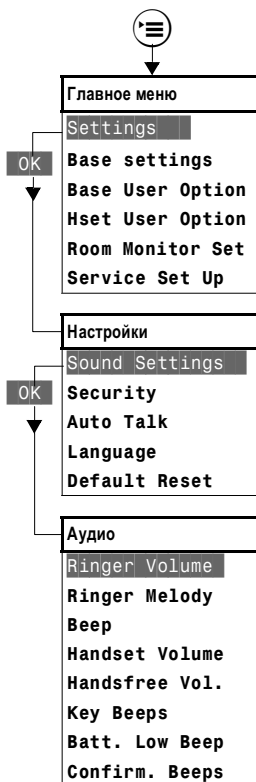 Главное меню
Settings
OK
Base settings
Base User Option
Hset User Option
Room Monitor Set
Service Set Up
Настройки
Sound Settings
OK
Security
Auto Talk
Language
Default Reset
Аудио
Ringer Volume
Ringer Melody
Beep
Handset Volume
Handsfree Vol.
Key Beeps
Batt. Low Beep
Confirm. Beeps